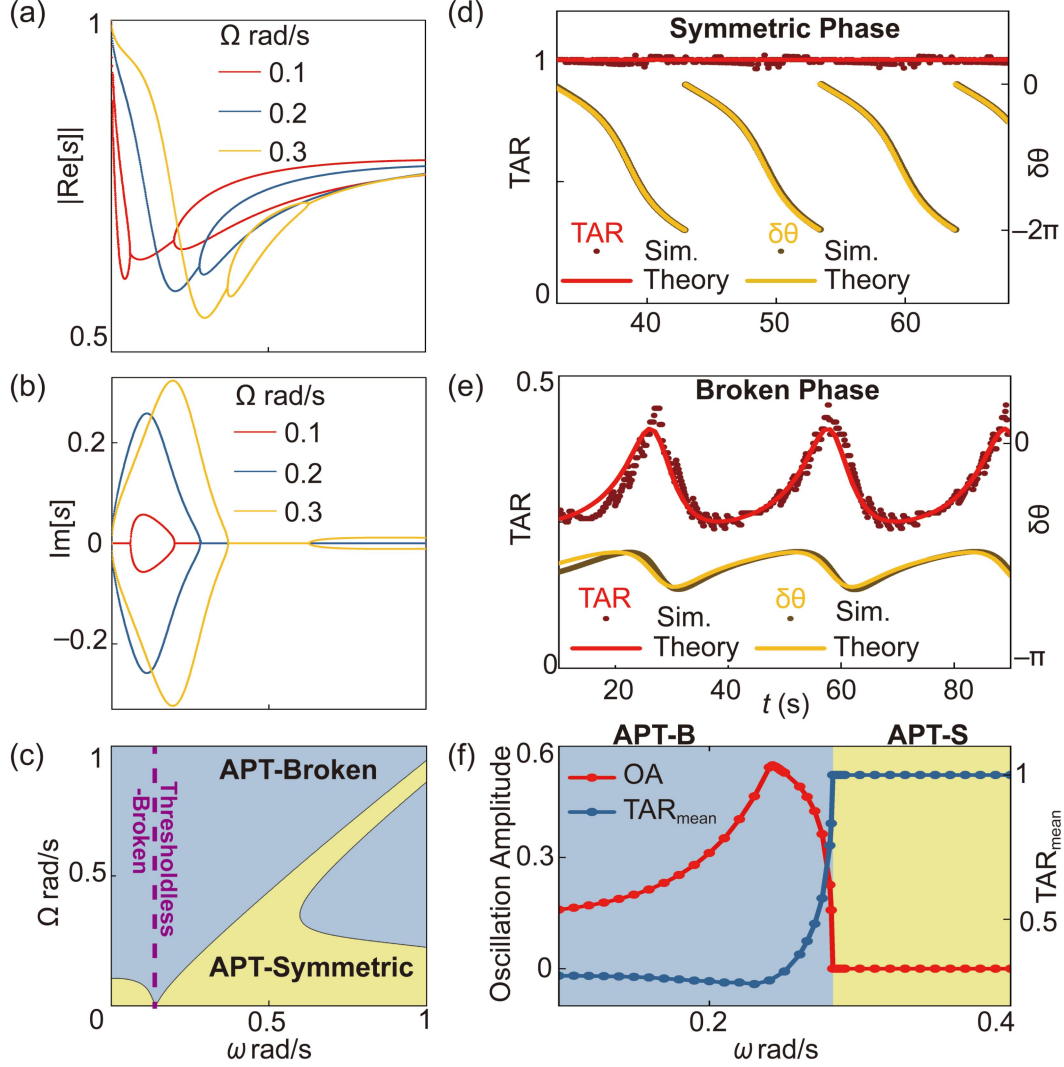 (a)
Ω rad/s
0.1
0.2
0.3
1
|Re[s]|
0.5
(b)
Ω rad/s
0.1
0.2
0.3
0.2
0
−0.2
Im[s]
(c)
APT-Broken
Thresholdless
-Broken
APT-Symmetric
1
0.5
0
Ω rad/s
0.5
1
ω rad/s
(d)
Symmetric Phase
1
TAR
0
0
δθ
−2π
TAR
Sim.
Theory
δθ
Sim.
Theory
40
50
60
(e)
Broken Phase
0.5
TAR
0
0
δθ
−π
TAR
Sim.
Theory
δθ
Sim.
Theory
20
40
60
80
t (s)
(f)
APT-B
APT-S
OA
TARmean
0.6
0.3
0
Oscillation Amplitude
1
0.5
TARmean
0.2
0.4
ω rad/s